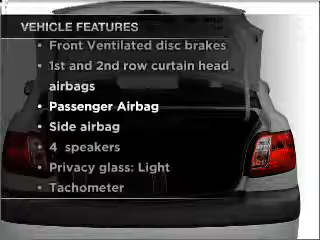 VEHICLE FEATURES
• Front Ventilated disc brakes
• 1st and 2nd row curtain head
airbags
• Passenger Airbag
• Side airbag
• 4 speakers
• Privacy glass: Light
• Tachometer